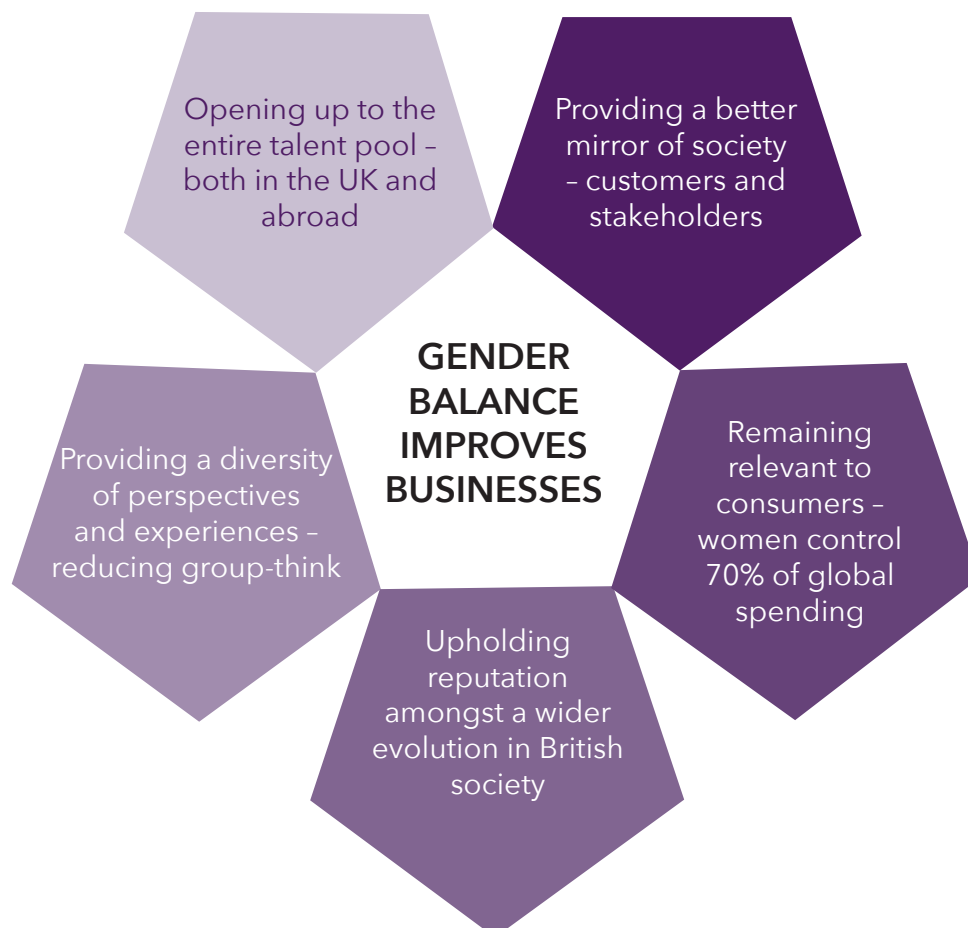 Opening up to the
entire talent pool –
both in the UK and
abroad
Providing a better
mirror of society
– customers and
stakeholders
GENDER
BALANCE
IMPROVES
BUSINESSES
Providing a diversity
of perspectives
and experiences –
reducing group-think
Remaining
relevant to
consumers –
women control
70% of global
spending
Upholding
reputation
amongst a wider
evolution in British
society